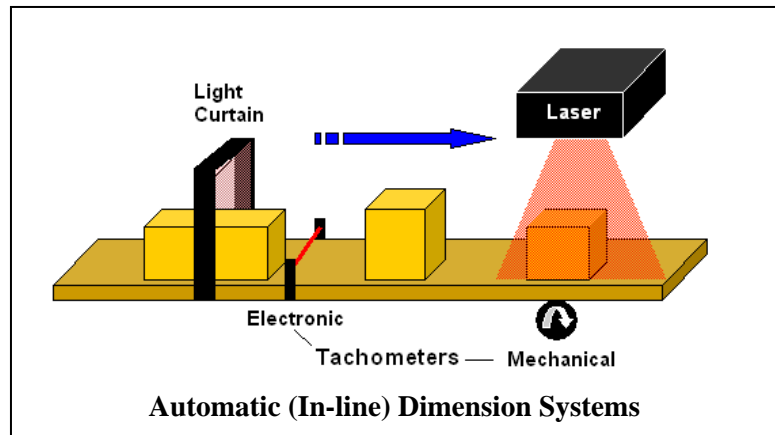 Light
Curtain
Laser
Electronic
Tachometers
Mechanical
Automatic (In-line) Dimension Systems